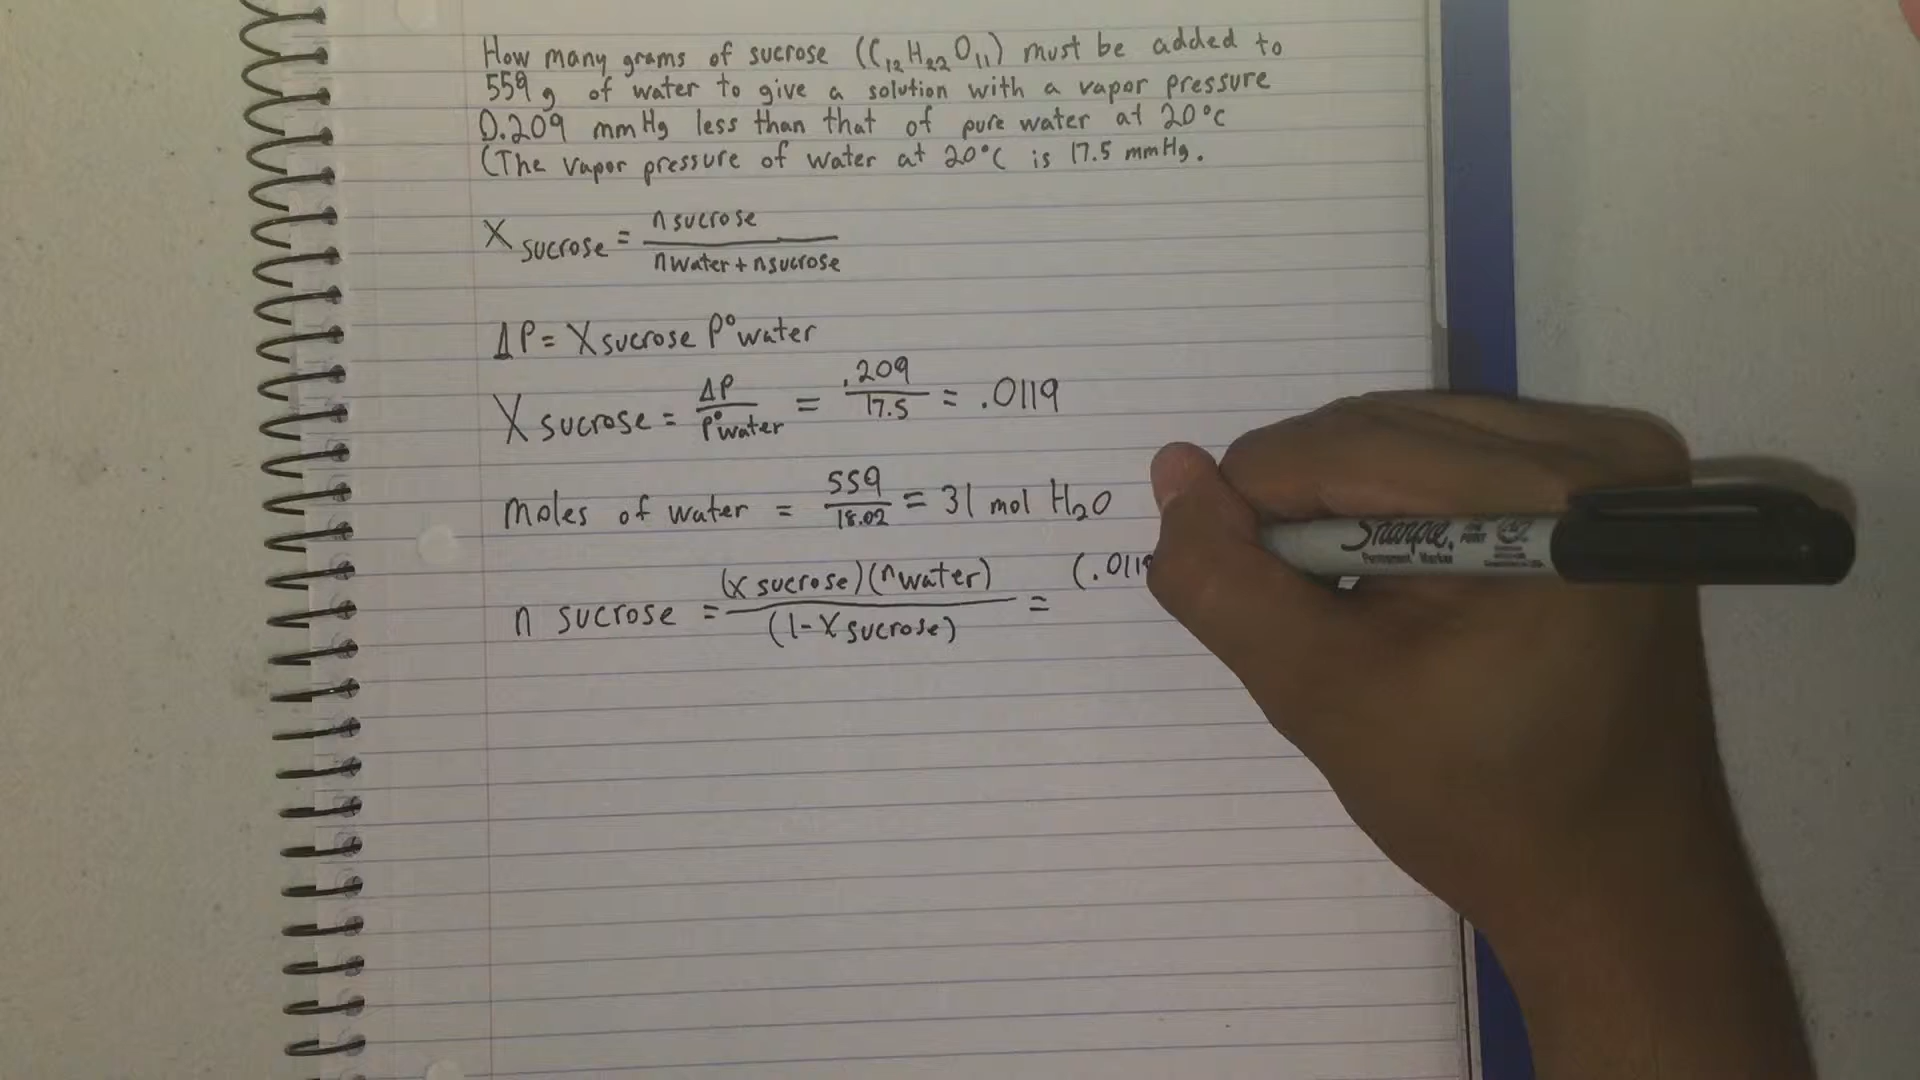 How many grams of sucrose (C₁₂H₂₂O₁₁) must be added to
559 g of water to give a solution with a vapor pressure
0.209 mmHg less than that of pure water at 20°C
(The vapor pressure of water at 20°C is 17.5 mmHg.
X sucrose = n sucrose / n water + n sucrose
ΔP = X sucrose P° water
X sucrose = ΔP / P° water = .209 / 17.5 = .0119
moles of water = 559 / 18.02 = 31 mol H₂O
n sucrose = (X sucrose)(n water) / (1 - X sucrose) = (.0119
Sharpie.
Permanent Marker